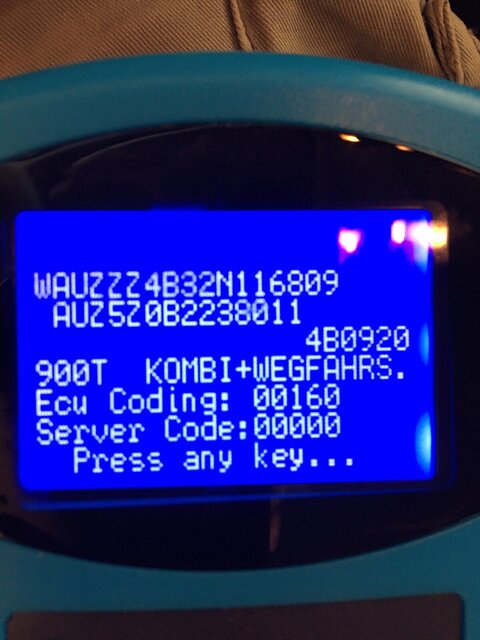 WAUZZZ4B32N116809
AUZ5Z0B2238011
4B0920
900T KOMBI+WEGFAHRS.
Ecu Coding: 00160
Server Code:00000
Press any key...